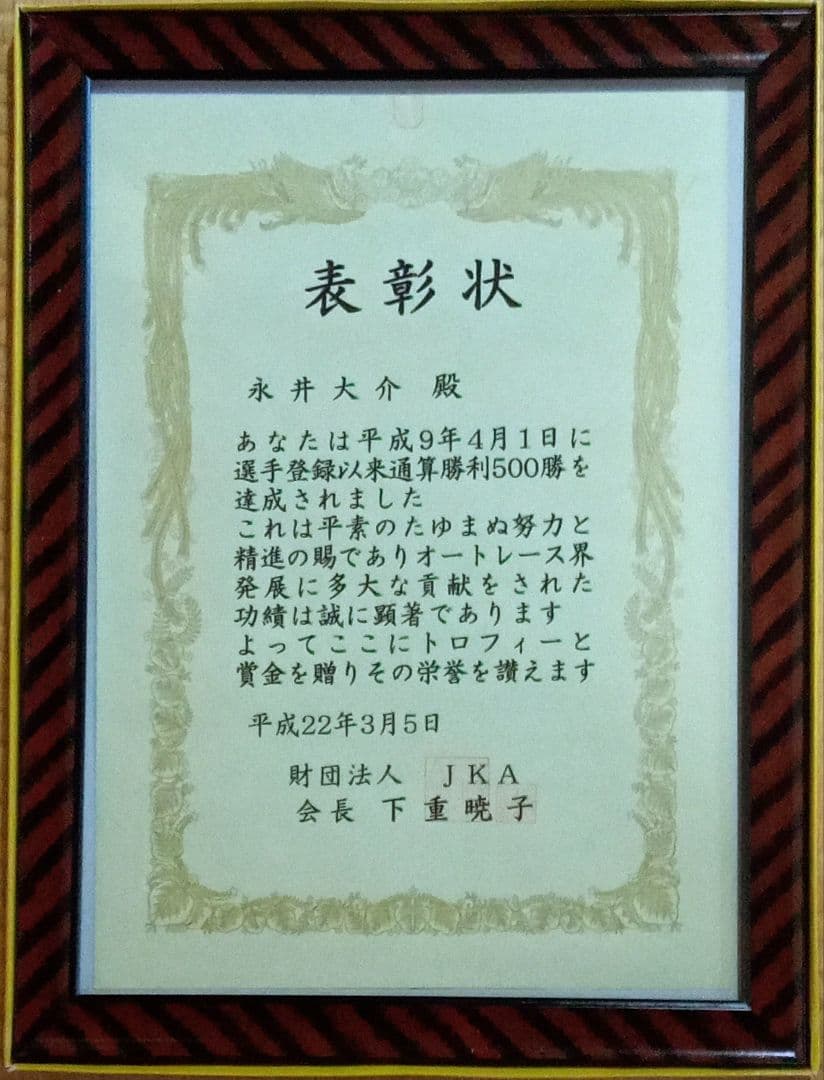 表彰状
永井大介 殿
あなたは平成9年4月1日に
選手登録以来通算勝利500勝を
達成されました
これは平素のたゆまぬ努力と
精進の賜でありオートレース界
発展に多大な貢献をされた
功績は誠に顕著であります
よってここにトロフィーと
賞金を贈りその栄誉を讃えます
平成22年3月5日
財団法人 JKA
会長 下重暁子